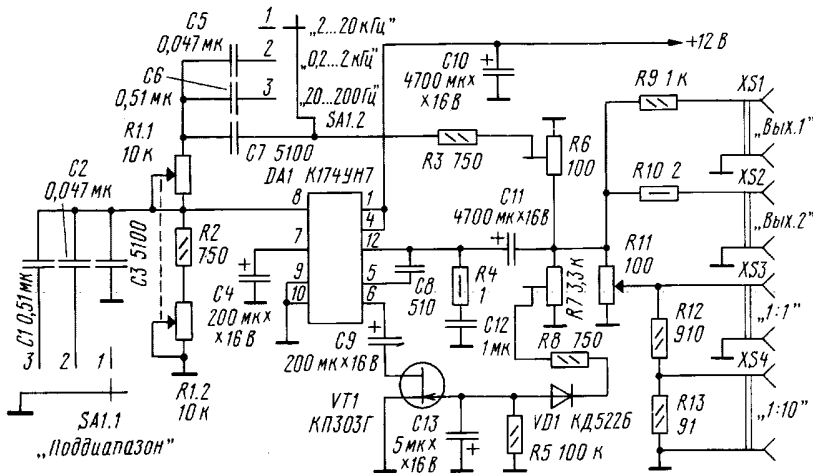 C5
0,047 мк
1
„2...20 кГц"
2
„0,2...2 кГц"
C6
0,51 мк
3
„20...200 Гц"
SA1.2
C10
4700 мк×
×16 В
+12 В
R9 1 к
XS1
„Вых.1"
R1.1
10 к
C7 5100
R3 750
R6
100
R10 2
XS2
„Вых.2"
C2
0,047 мк
DA1 К174УН7
8
1
4
7
12
9
5
10
6
C11
4700 мк×16 В
C3 5100
R2
750
C1 0,51 мк
C4
200 мк×
×16 В
C8
510
R4
1
R7 3,3 к
R11
100
XS3
„1:1"
C9
200 мк×16 В
C12
1 мк
R8 750
R12
910
XS4
3
2
1
R1.2
10 к
SA1.1
„Поддиапазон"
VT1
КП303Г
C13
5 мк×
×16 В
R5 100 к
VD1 КД522Б
R13
91
„1:10"